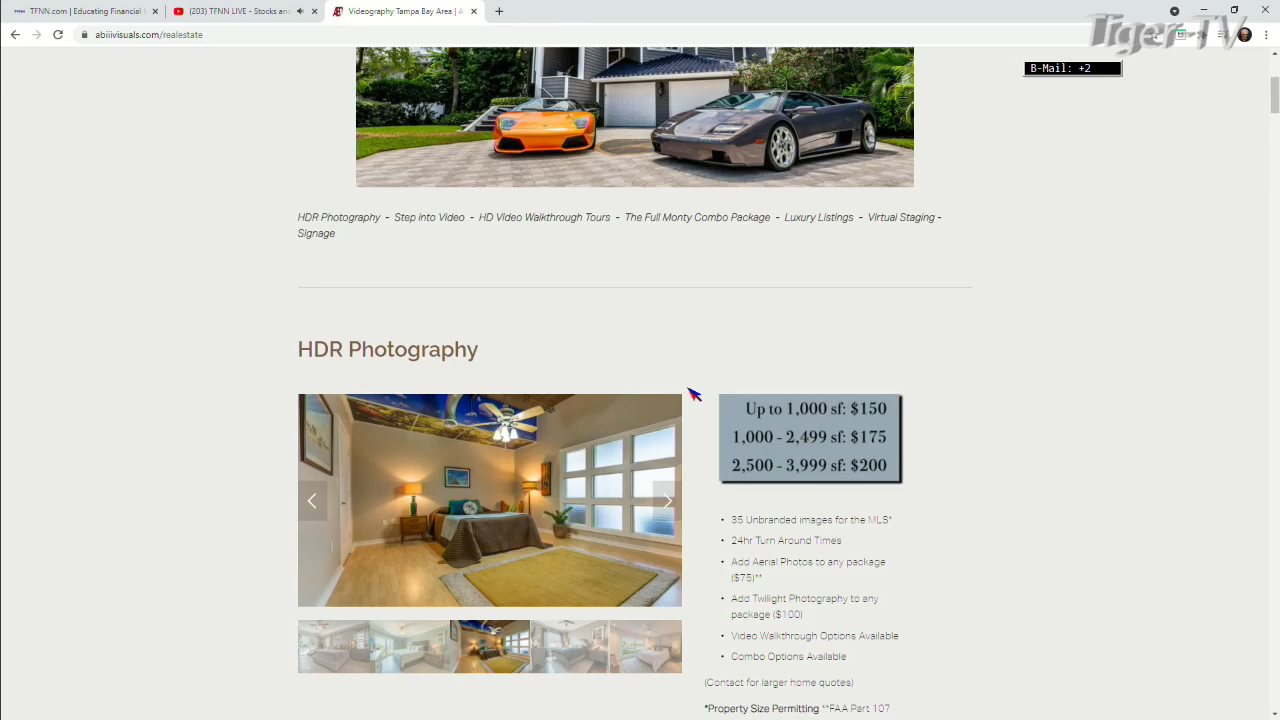 TFNN.com | Educating Financial I
(203) TFNN LIVE - Stocks and
Videography Tampa Bay Area | A
abiiivisuals.com/realestate
Tiger TV
B-Mail: +2
HDR Photography - Step into Video - HD Video Walkthrough Tours - The Full Monty Combo Package - Luxury Listings - Virtual Staging -
Signage
HDR Photography
Up to 1,000 sf: $150
1,000 - 2,499 sf: $175
2,500 - 3,999 sf: $200
• 35 Unbranded images for the MLS*
• 24hr Turn Around Times
• Add Aerial Photos to any package
($75)**
• Add Twilight Photography to any
package ($100)
• Video Walkthrough Options Available
• Combo Options Available
(Contact for larger home quotes)
*Property Size Permitting **FAA Part 107